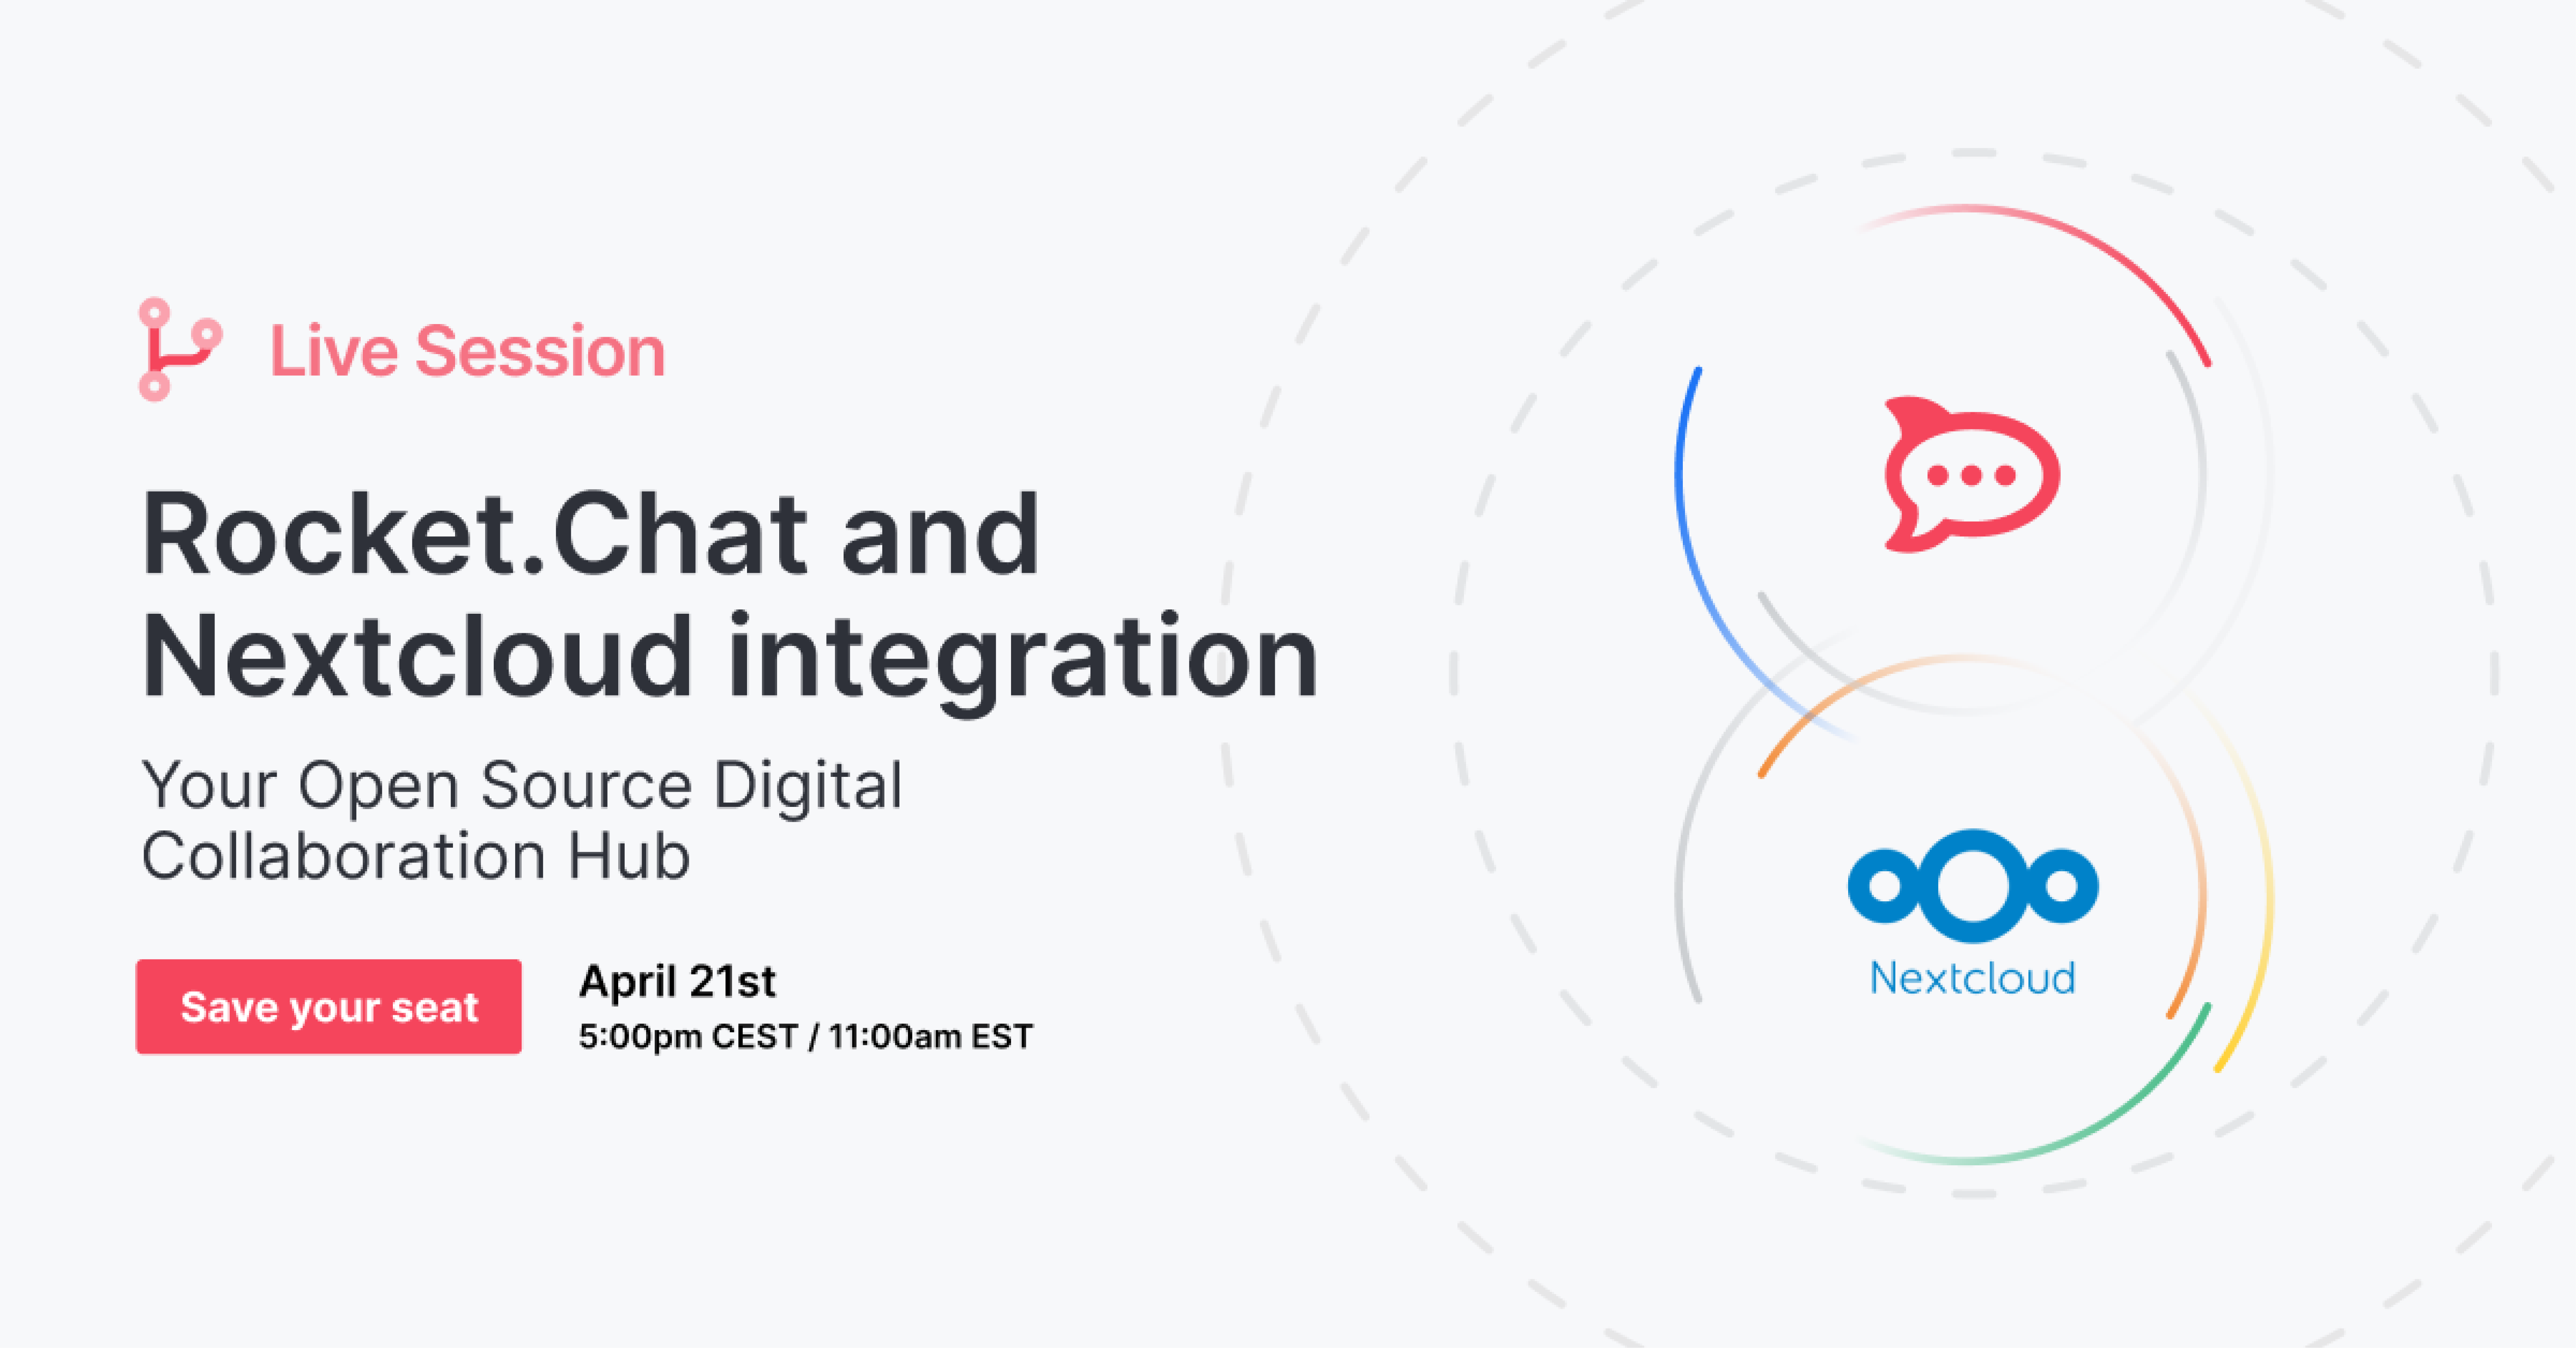 Live Session
Rocket.Chat and
Nextcloud integration
Your Open Source Digital
Collaboration Hub
Save your seat
April 21st
5:00pm CEST / 11:00am EST
Nextcloud